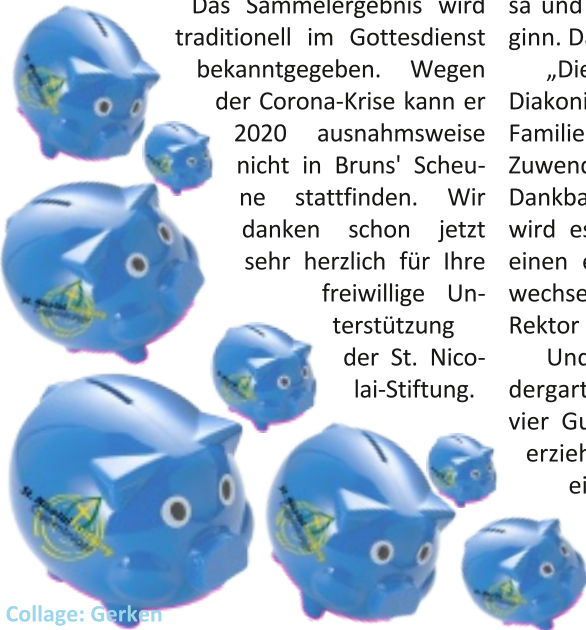 Das Sammelergebnis wird
traditionell im Gottesdienst
bekanntgegeben. Wegen
der Corona-Krise kann er
2020 ausnahmsweise
nicht in Bruns' Scheu-
ne stattfinden. Wir
danken schon jetzt
sehr herzlich für Ihre
freiwillige Un-
terstützung
der St. Nico-
lai-Stiftung.
sa und
ginn. Da
„Die
Diakoni
Familie
Zuwend
Dankba
wird es
einen e
wechse
Rektor
Und
dergart
vier Gu
erzieh
ei
St. Nicolai
Collage: Gerken